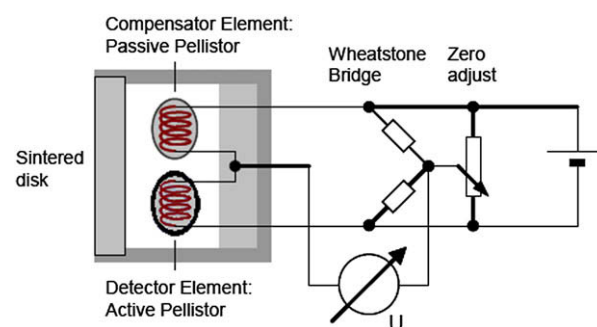 Compensator Element:
Passive Pellistor
Wheatstone
Bridge
Zero
adjust
Sintered
disk
Detector Element:
Active Pellistor
U